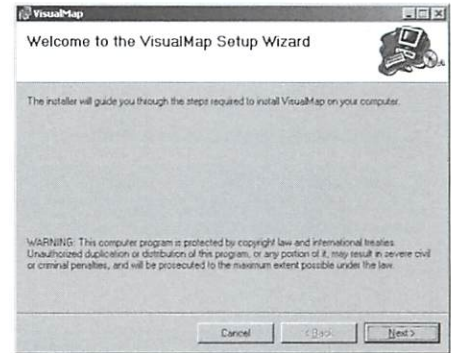 VisualMap
Welcome to the VisualMap Setup Wizard
The installer will guide you through the steps required to install VisualMap on your computer.
WARNING: This computer program is protected by copyright law and international treaties.
Unauthorized duplication or distribution of this program, or any portion of it, may result in severe civil
or criminal penalties, and will be prosecuted to the maximum extent possible under the law.
Cancel
< Back
Next >